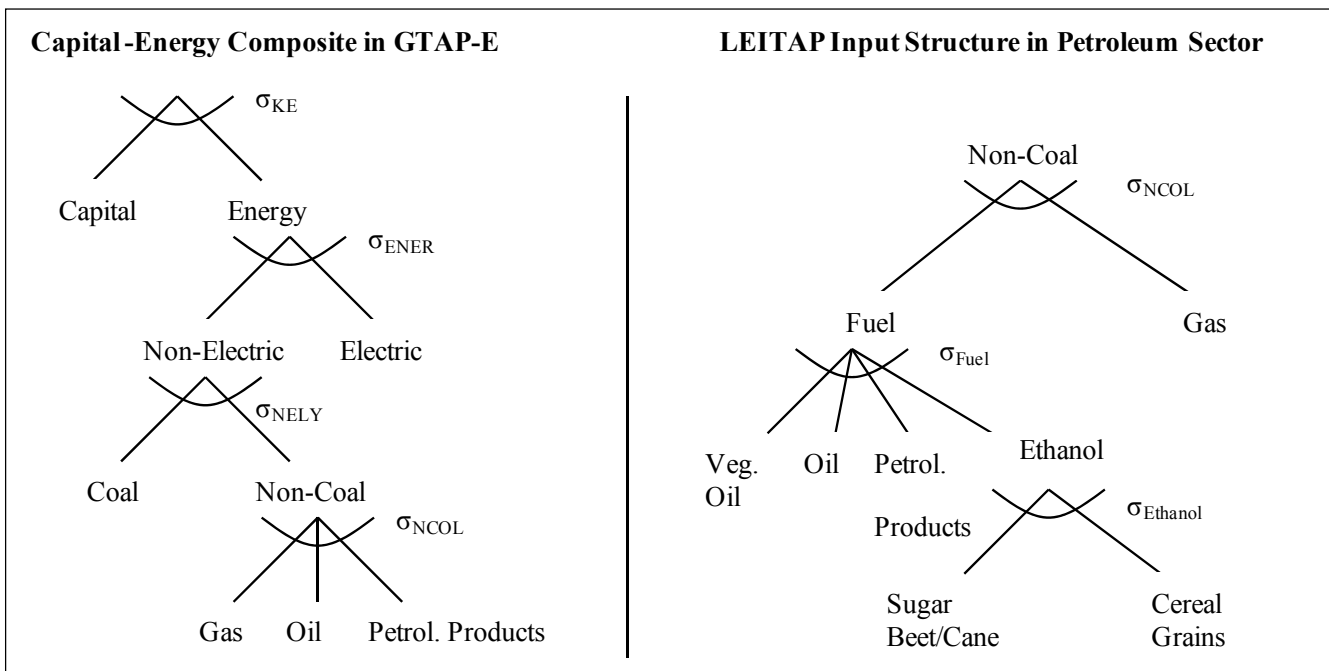 Capital-Energy Composite in GTAP-E
σKE
Capital Energy
σENER
Non-Electric Electric
σNELY
Coal Non-Coal
σNCOL
Gas Oil Petrol. Products
LEITAP Input Structure in Petroleum Sector
Non-Coal
σNCOL
Fuel Gas
σFuel
Veg. Oil Petrol. Ethanol
Oil
σEthanol
Products
Sugar Cereal
Beet/Cane Grains